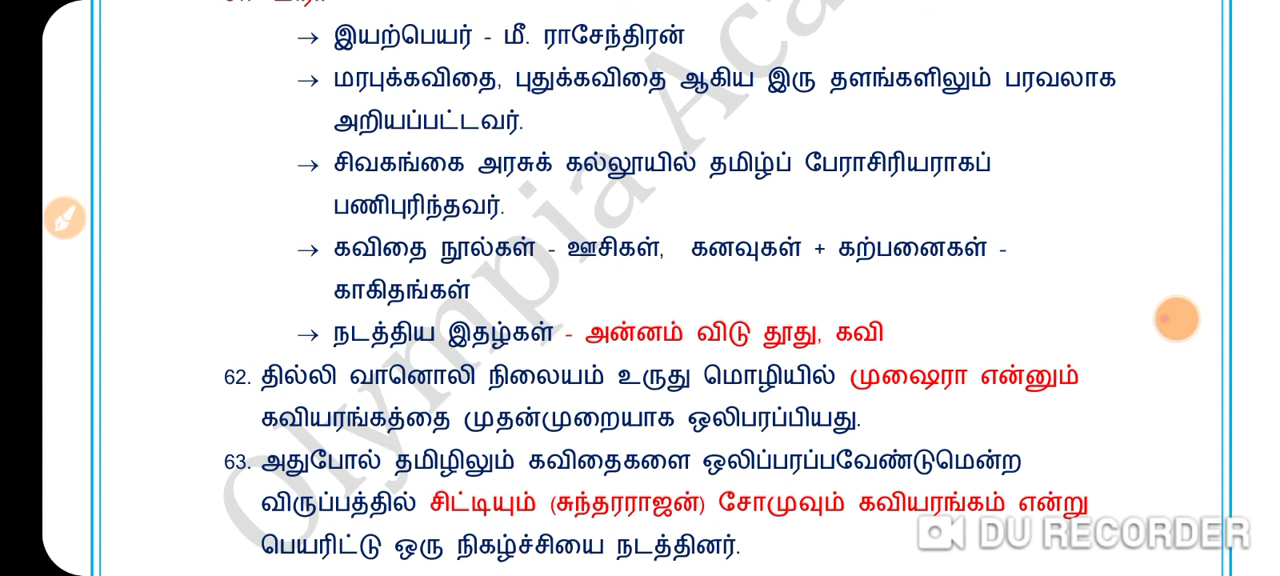 → இயற்பெயர் - மீ. ராசேந்திரன்
→ மரபுக்கவிதை, புதுக்கவிதை ஆகிய இரு தளங்களிலும் பரவலாக
அறியப்பட்டவர்.
→ சிவகங்கை அரசுக் கல்லூயில் தமிழ்ப் பேராசிரியராகப்
பணிபுரிந்தவர்.
→ கவிதை நூல்கள் - ஊசிகள், கனவுகள் + கற்பனைகள் -
காகிதங்கள்
→ நடத்திய இதழ்கள் - அன்னம் விடு தூது, கவி
62. தில்லி வானொலி நிலையம் உருது மொழியில் முஷைரா என்னும்
கவியரங்கத்தை முதன்முறையாக ஒலிபரப்பியது.
63. அதுபோல் தமிழிலும் கவிதைகளை ஒலிப்பரப்பவேண்டுமென்ற
விருப்பத்தில் சிட்டியும் (சுந்தரராஜன்) சோமுவும் கவியரங்கம் என்று
பெயரிட்டு ஒரு நிகழ்ச்சியை நடத்தினர்.
Olympia Aca
DU RECORDER